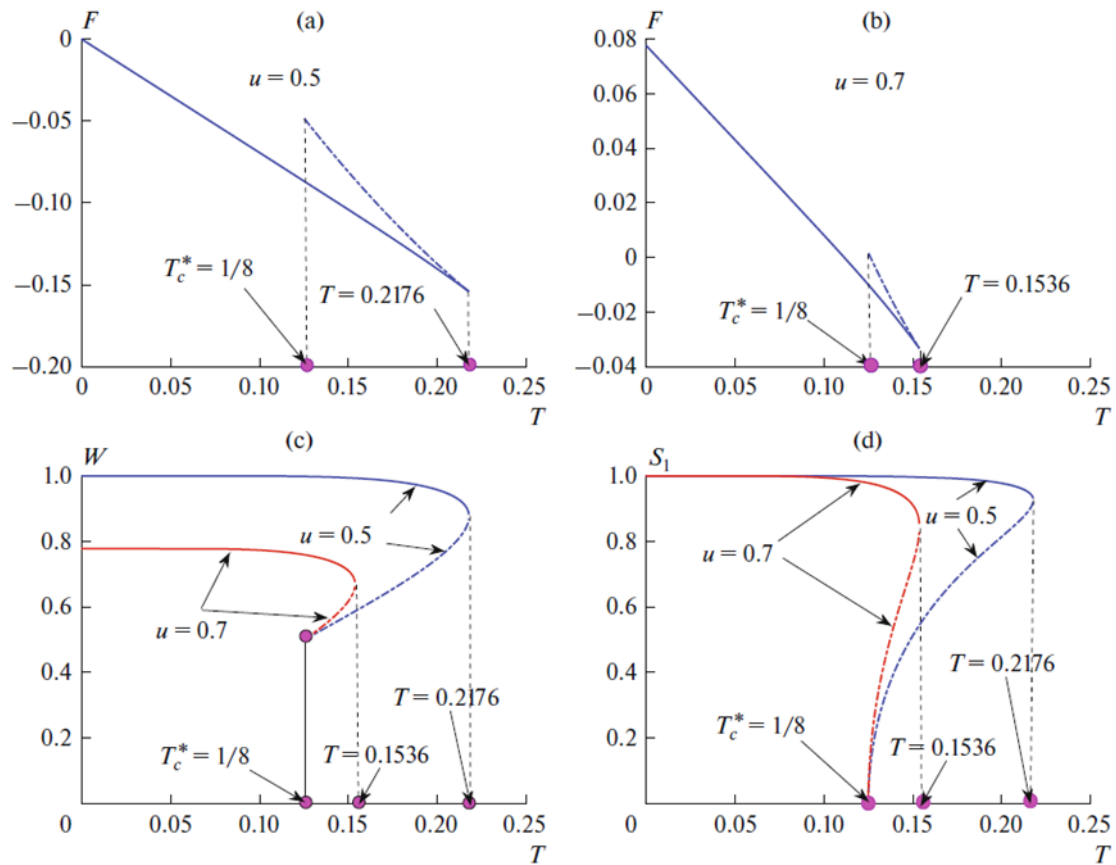 (a)
F
0
−0.05
−0.10
−0.15
−0.20
u = 0.5
T_c^* = 1/8
T = 0.2176
0 0.05 0.10 0.15 0.20 0.25
T
(b)
F
0.08
0.06
0.04
0.02
0
−0.02
−0.04
u = 0.7
T_c^* = 1/8
T = 0.1536
0 0.05 0.10 0.15 0.20 0.25
T
(c)
W
1.0
0.8
0.6
0.4
0.2
u = 0.5
u = 0.7
T = 0.2176
T_c^* = 1/8
T = 0.1536
0 0.05 0.10 0.15 0.20 0.25
T
(d)
S_1
1.0
0.8
0.6
0.4
0.2
u = 0.5
u = 0.7
T = 0.2176
T_c^* = 1/8
T = 0.1536
0 0.05 0.10 0.15 0.20 0.25
T